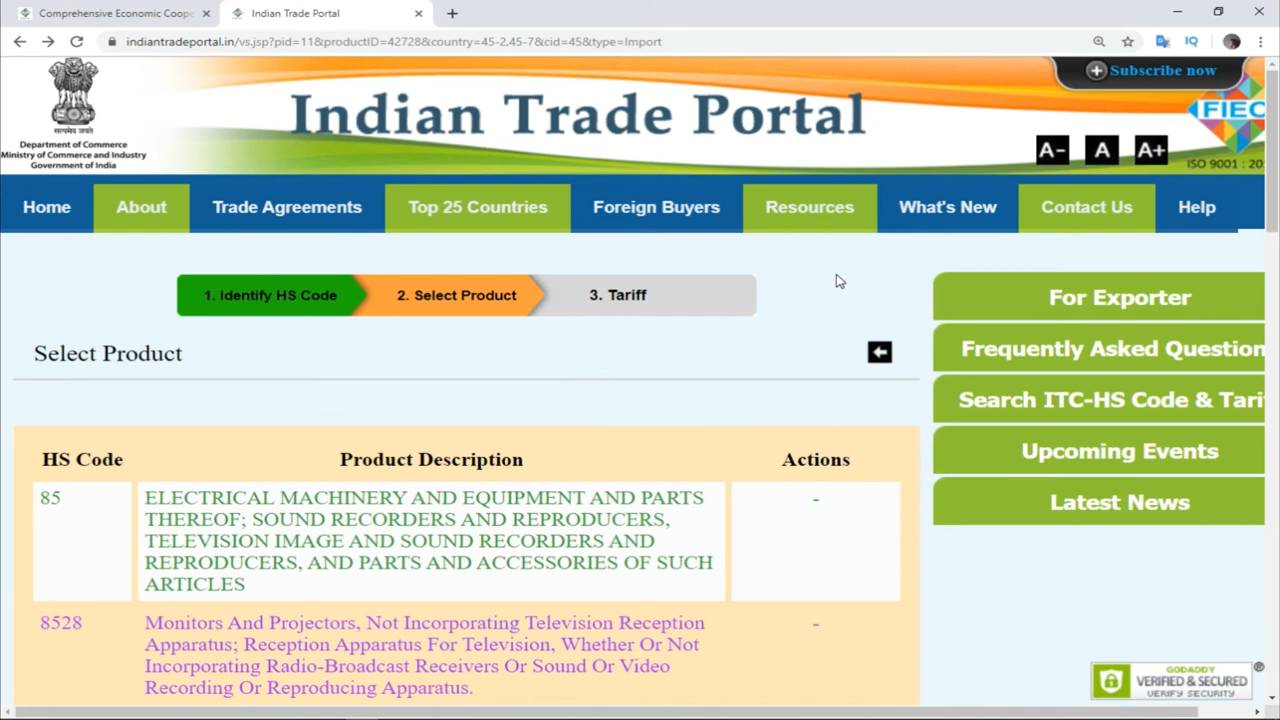 Comprehensive Economic Coope
Indian Trade Portal
indiantradeportal.in/vs.jsp?pid=11&productID=42728&country=45-2,45-7&cid=45&type=Import
IQ
Subscribe now
Indian Trade Portal
FIEO
सत्यमेव जयते
Department of Commerce
Ministry of Commerce and Industry
Government of India
A- A A+
ISO 9001 : 20
Home About Trade Agreements Top 25 Countries Foreign Buyers Resources What's New Contact Us Help
1. Identify HS Code 2. Select Product 3. Tariff
For Exporter
Frequently Asked Question
Search ITC-HS Code & Tari
Upcoming Events
Latest News
Select Product
HS Code Product Description Actions
85 ELECTRICAL MACHINERY AND EQUIPMENT AND PARTS -
THEREOF; SOUND RECORDERS AND REPRODUCERS,
TELEVISION IMAGE AND SOUND RECORDERS AND
REPRODUCERS, AND PARTS AND ACCESSORIES OF SUCH
ARTICLES
8528 Monitors And Projectors, Not Incorporating Television Reception -
Apparatus; Reception Apparatus For Television, Whether Or Not
Incorporating Radio-Broadcast Receivers Or Sound Or Video
Recording Or Reproducing Apparatus.
GODADDY
VERIFIED & SECURED
VERIFY SECURITY